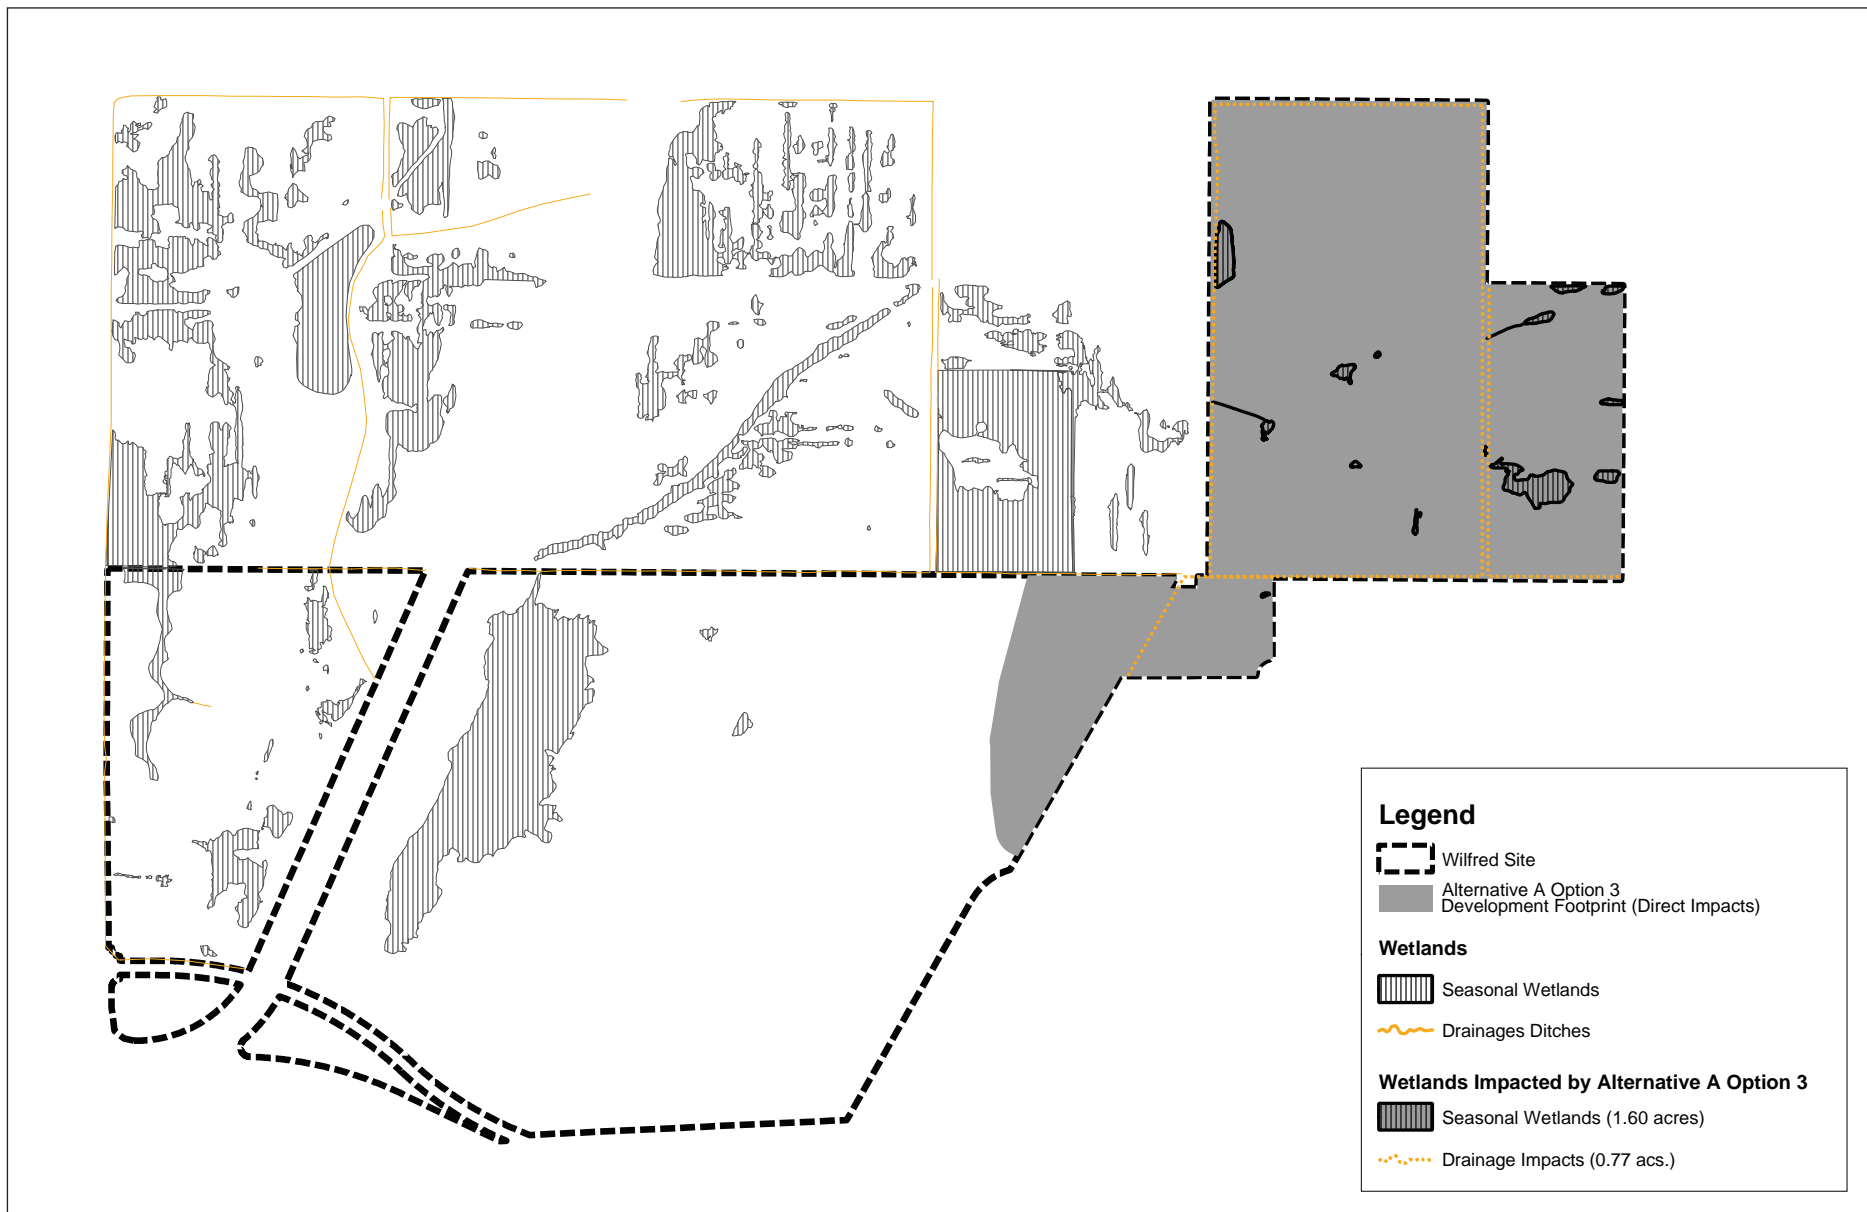 Legend
Wilfred Site
Alternative A Option 3
Development Footprint (Direct Impacts)
Wetlands
Seasonal Wetlands
Drainages Ditches
Wetlands Impacted by Alternative A Option 3
Seasonal Wetlands (1.60 acres)
Drainage Impacts (0.77 acs.)